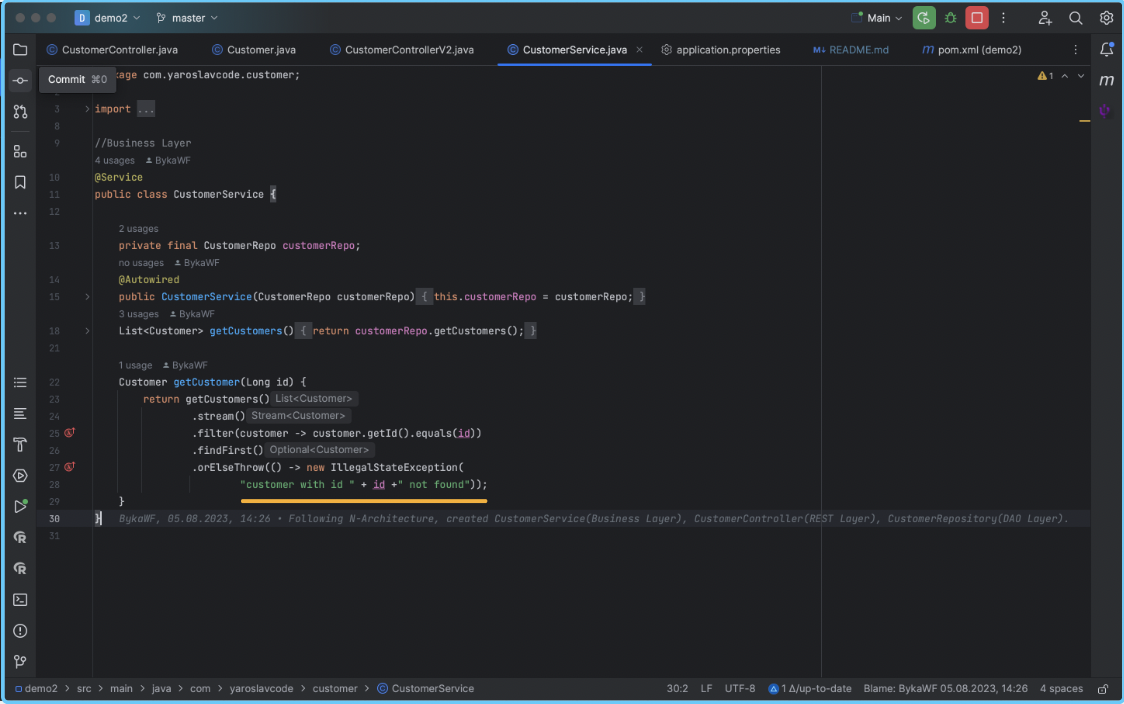 D demo2 master Main
CustomerController.java Customer.java CustomerControllerV2.java CustomerService.java application.properties M↓ README.md m pom.xml (demo2)
Commit ⌘0
kage com.yaroslavcode.customer;
1
m
3 import ...
8
9 //Business Layer
4 usages BykaWF
10 @Service
11 public class CustomerService {
12
2 usages
13 private final CustomerRepo customerRepo;
no usages BykaWF
14 @Autowired
15 public CustomerService(CustomerRepo customerRepo) { this.customerRepo = customerRepo; }
3 usages BykaWF
18 List<Customer> getCustomers() { return customerRepo.getCustomers(); }
21
1 usage BykaWF
22 Customer getCustomer(Long id) {
23 return getCustomers() List<Customer>
24 .stream() Stream<Customer>
25 .filter(customer -> customer.getId().equals(id))
26 .findFirst() Optional<Customer>
27 .orElseThrow(() -> new IllegalStateException(
28 "customer with id " + id +" not found"));
29 }
30 } BykaWF, 05.08.2023, 14:26 • Following N-Architecture, created CustomerService(Business Layer), CustomerController(REST Layer), CustomerRepository(DAO Layer).
31
demo2 > src > main > java > com > yaroslavcode > customer > CustomerService 30:2 LF UTF-8 1 Δ/up-to-date Blame: BykaWF 05.08.2023, 14:26 4 spaces